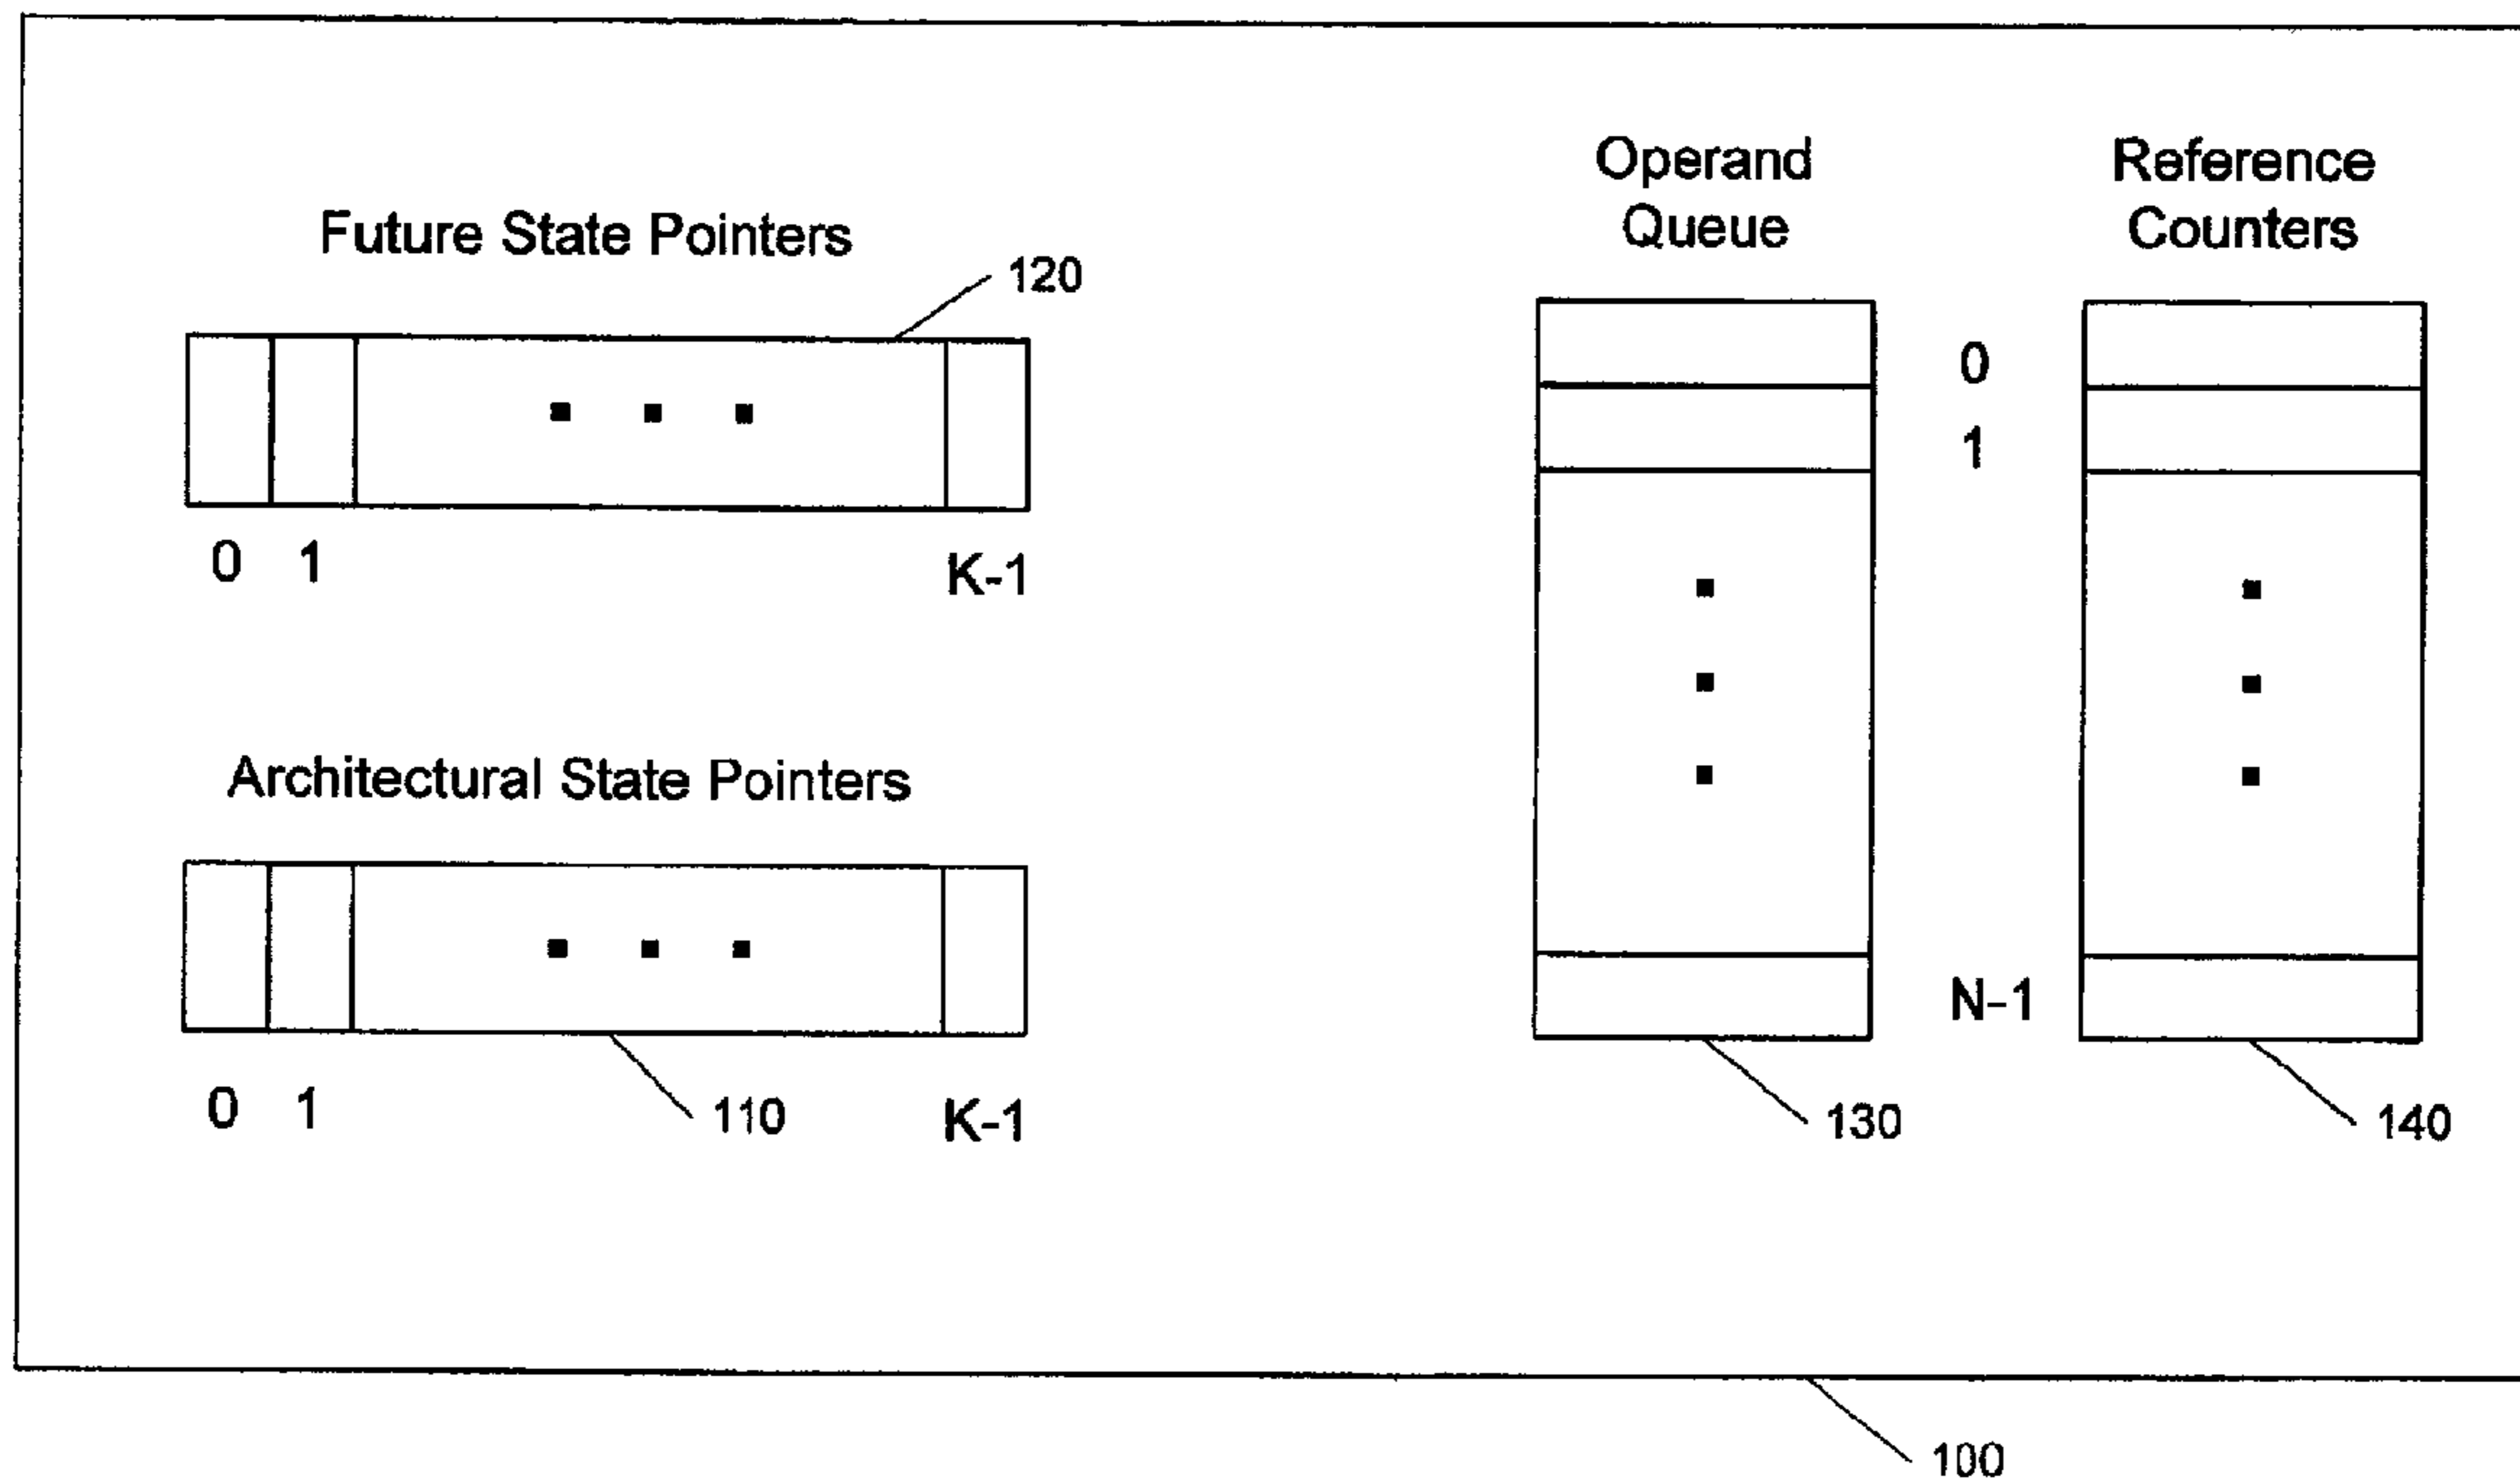 Future State Pointers
120
0 1 K-1
Architectural State Pointers
0 1 110 K-1
Operand
Queue
Reference
Counters
0
1
N-1
130
140
100